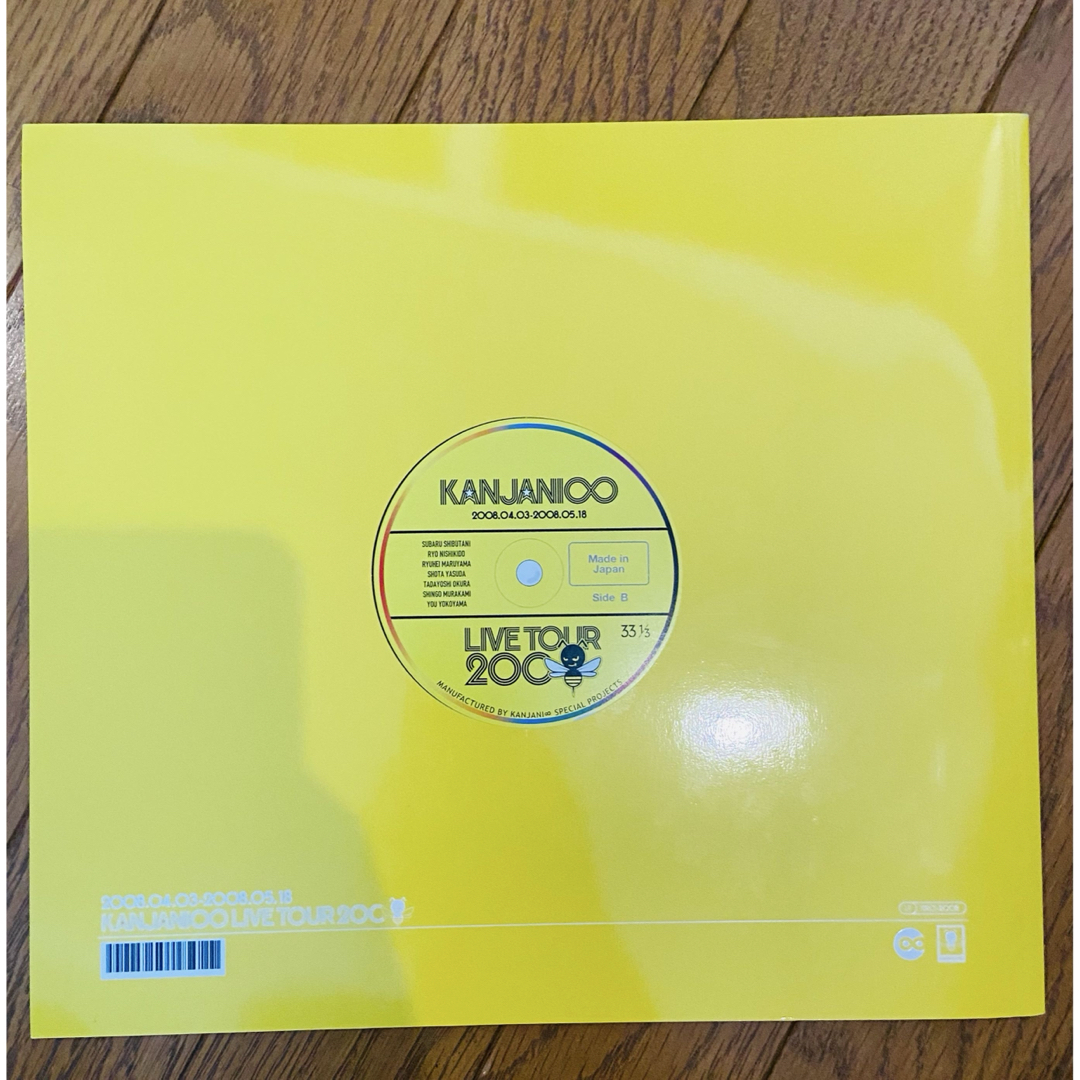 KANJANI∞
2008.04.03-2008.05.18
SUBARU SHIBUTANI
RYO NISHIKIDO
RYUHEI MARUYAMA
SHOTA YASUDA
TADAYOSHI OKURA
SHINGO MURAKAMI
YOU YOKOYAMA
Made in
Japan
Side B
LIVE TOUR
200
33 1/3
MANUFACTURED BY KANJANI∞ SPECIAL PROJECTS
2008.04.03-2008.05.18
KANJANI∞ LIVE TOUR 200